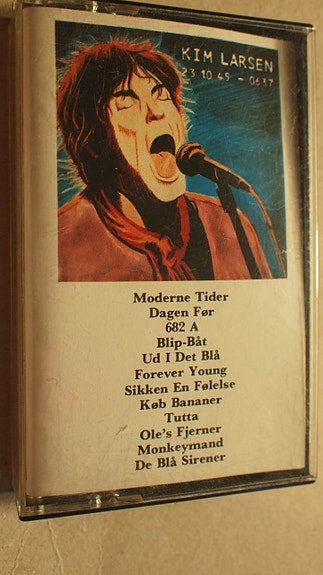 KIM LARSEN
23 10 45 - 0637
Moderne Tider
Dagen Før
682 A
Blip-Båt
Ud I Det Blå
Forever Young
Sikken En Følelse
Køb Bananer
Tutta
Ole's Fjerner
Monkeymand
De Blå Sirener